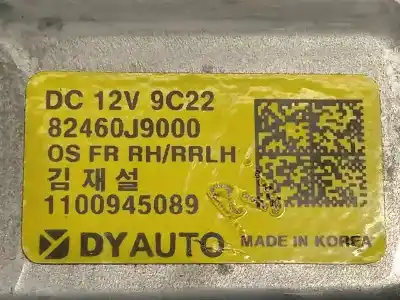 DC 12V 9C22
82460J9000
OS FR RH/RRLH
김재설
1100945089
DYAUTO MADE IN KOREA